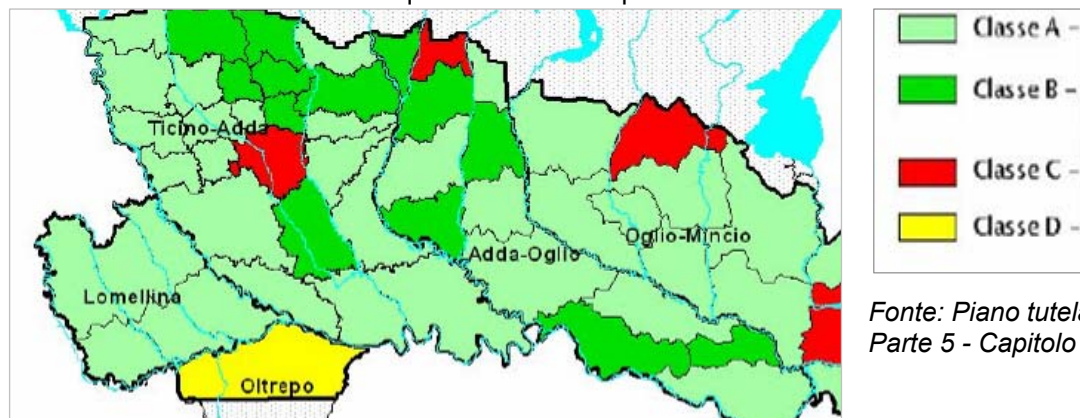 Ticino-Adda
Lomellina
Adda-Oglio
Oglio-Mincio
Oltrepo
Classe A –
Classe B –
Classe C –
Classe D –
Fonte: Piano tutela
Parte 5 - Capitolo